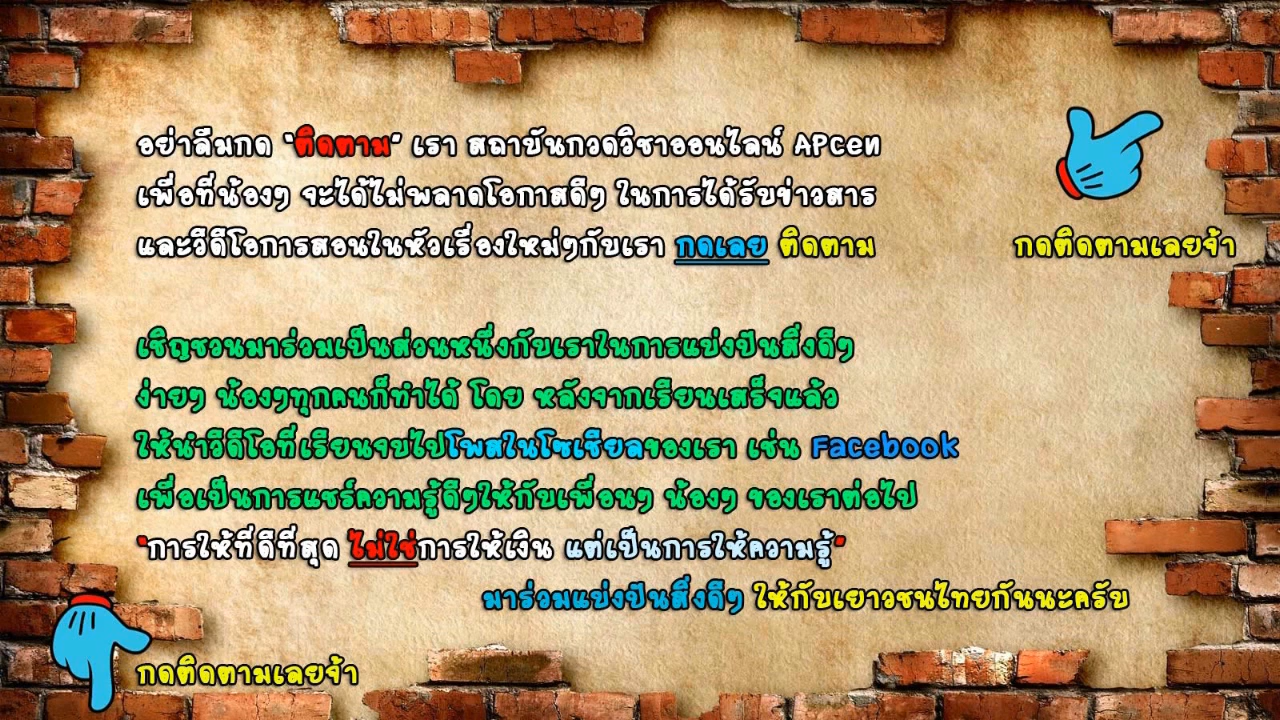 อย่าลืมกด "ติดตาม" เรา สถาบันกวดวิชาออนไลน์ APcen
เพื่อที่น้องๆ จะได้ไม่พลาดโอกาสดีๆ ในการได้รับข่าวสาร
และวีดีโอการสอนในหัวเรื่องใหม่ๆกับเรา กดเลย ติดตาม
กดติดตามเลยจ้า
เชิญชวนมาร่วมเป็นส่วนหนึ่งกับเราในการแบ่งปันสิ่งดีๆ
ง่ายๆ น้องๆทุกคนก็ทำได้ โดย หลังจากเรียนเสร็จแล้ว
ให้นำวีดีโอที่เรียนจบไปโพสในโซเชียลของเรา เช่น Facebook
เพื่อเป็นการแชร์ความรู้ดีๆให้กับเพื่อนๆ น้องๆ ของเราต่อไป
"การให้ที่ดีที่สุด ไม่ใช่การให้เงิน แต่เป็นการให้ความรู้"
มาร่วมแบ่งปันสิ่งดีๆ ให้กับเยาวชนไทยกันนะครับ
กดติดตามเลยจ้า